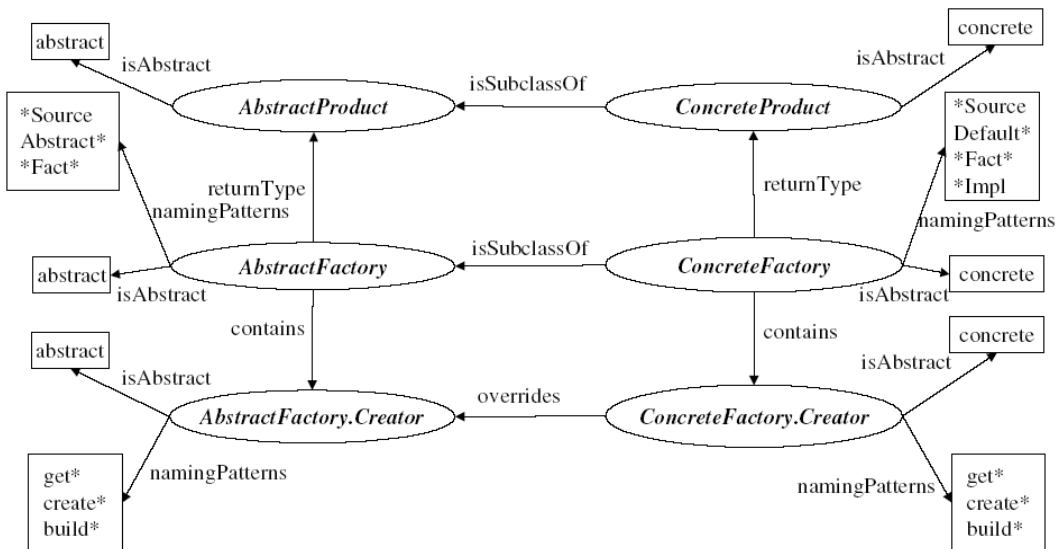 abstract
concrete
isAbstract
isAbstract
isSubclassOf
AbstractProduct
ConcreteProduct
*Source
Abstract*
*Fact*
*Source
Default*
*Fact*
*Impl
returnType
returnType
namingPatterns
namingPatterns
isSubclassOf
AbstractFactory
ConcreteFactory
abstract
concrete
isAbstract
isAbstract
contains
contains
abstract
concrete
isAbstract
isAbstract
overrides
AbstractFactory.Creator
ConcreteFactory.Creator
namingPatterns
namingPatterns
get*
create*
build*
get*
create*
build*